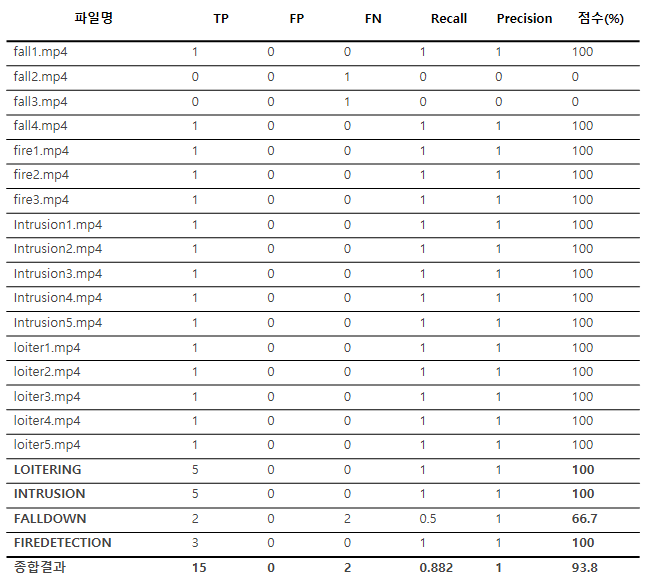 파일명 TP FP FN Recall Precision 점수(%)
fall1.mp4 1 0 0 1 1 100
fall2.mp4 0 0 1 0 0 0
fall3.mp4 0 0 1 0 0 0
fall4.mp4 1 0 0 1 1 100
fire1.mp4 1 0 0 1 1 100
fire2.mp4 1 0 0 1 1 100
fire3.mp4 1 0 0 1 1 100
Intrusion1.mp4 1 0 0 1 1 100
Intrusion2.mp4 1 0 0 1 1 100
Intrusion3.mp4 1 0 0 1 1 100
Intrusion4.mp4 1 0 0 1 1 100
Intrusion5.mp4 1 0 0 1 1 100
loiter1.mp4 1 0 0 1 1 100
loiter2.mp4 1 0 0 1 1 100
loiter3.mp4 1 0 0 1 1 100
loiter4.mp4 1 0 0 1 1 100
loiter5.mp4 1 0 0 1 1 100
LOITERING 5 0 0 1 1 100
INTRUSION 5 0 0 1 1 100
FALLDOWN 2 0 2 0.5 1 66.7
FIREDETECTION 3 0 0 1 1 100
종합결과 15 0 2 0.882 1 93.8